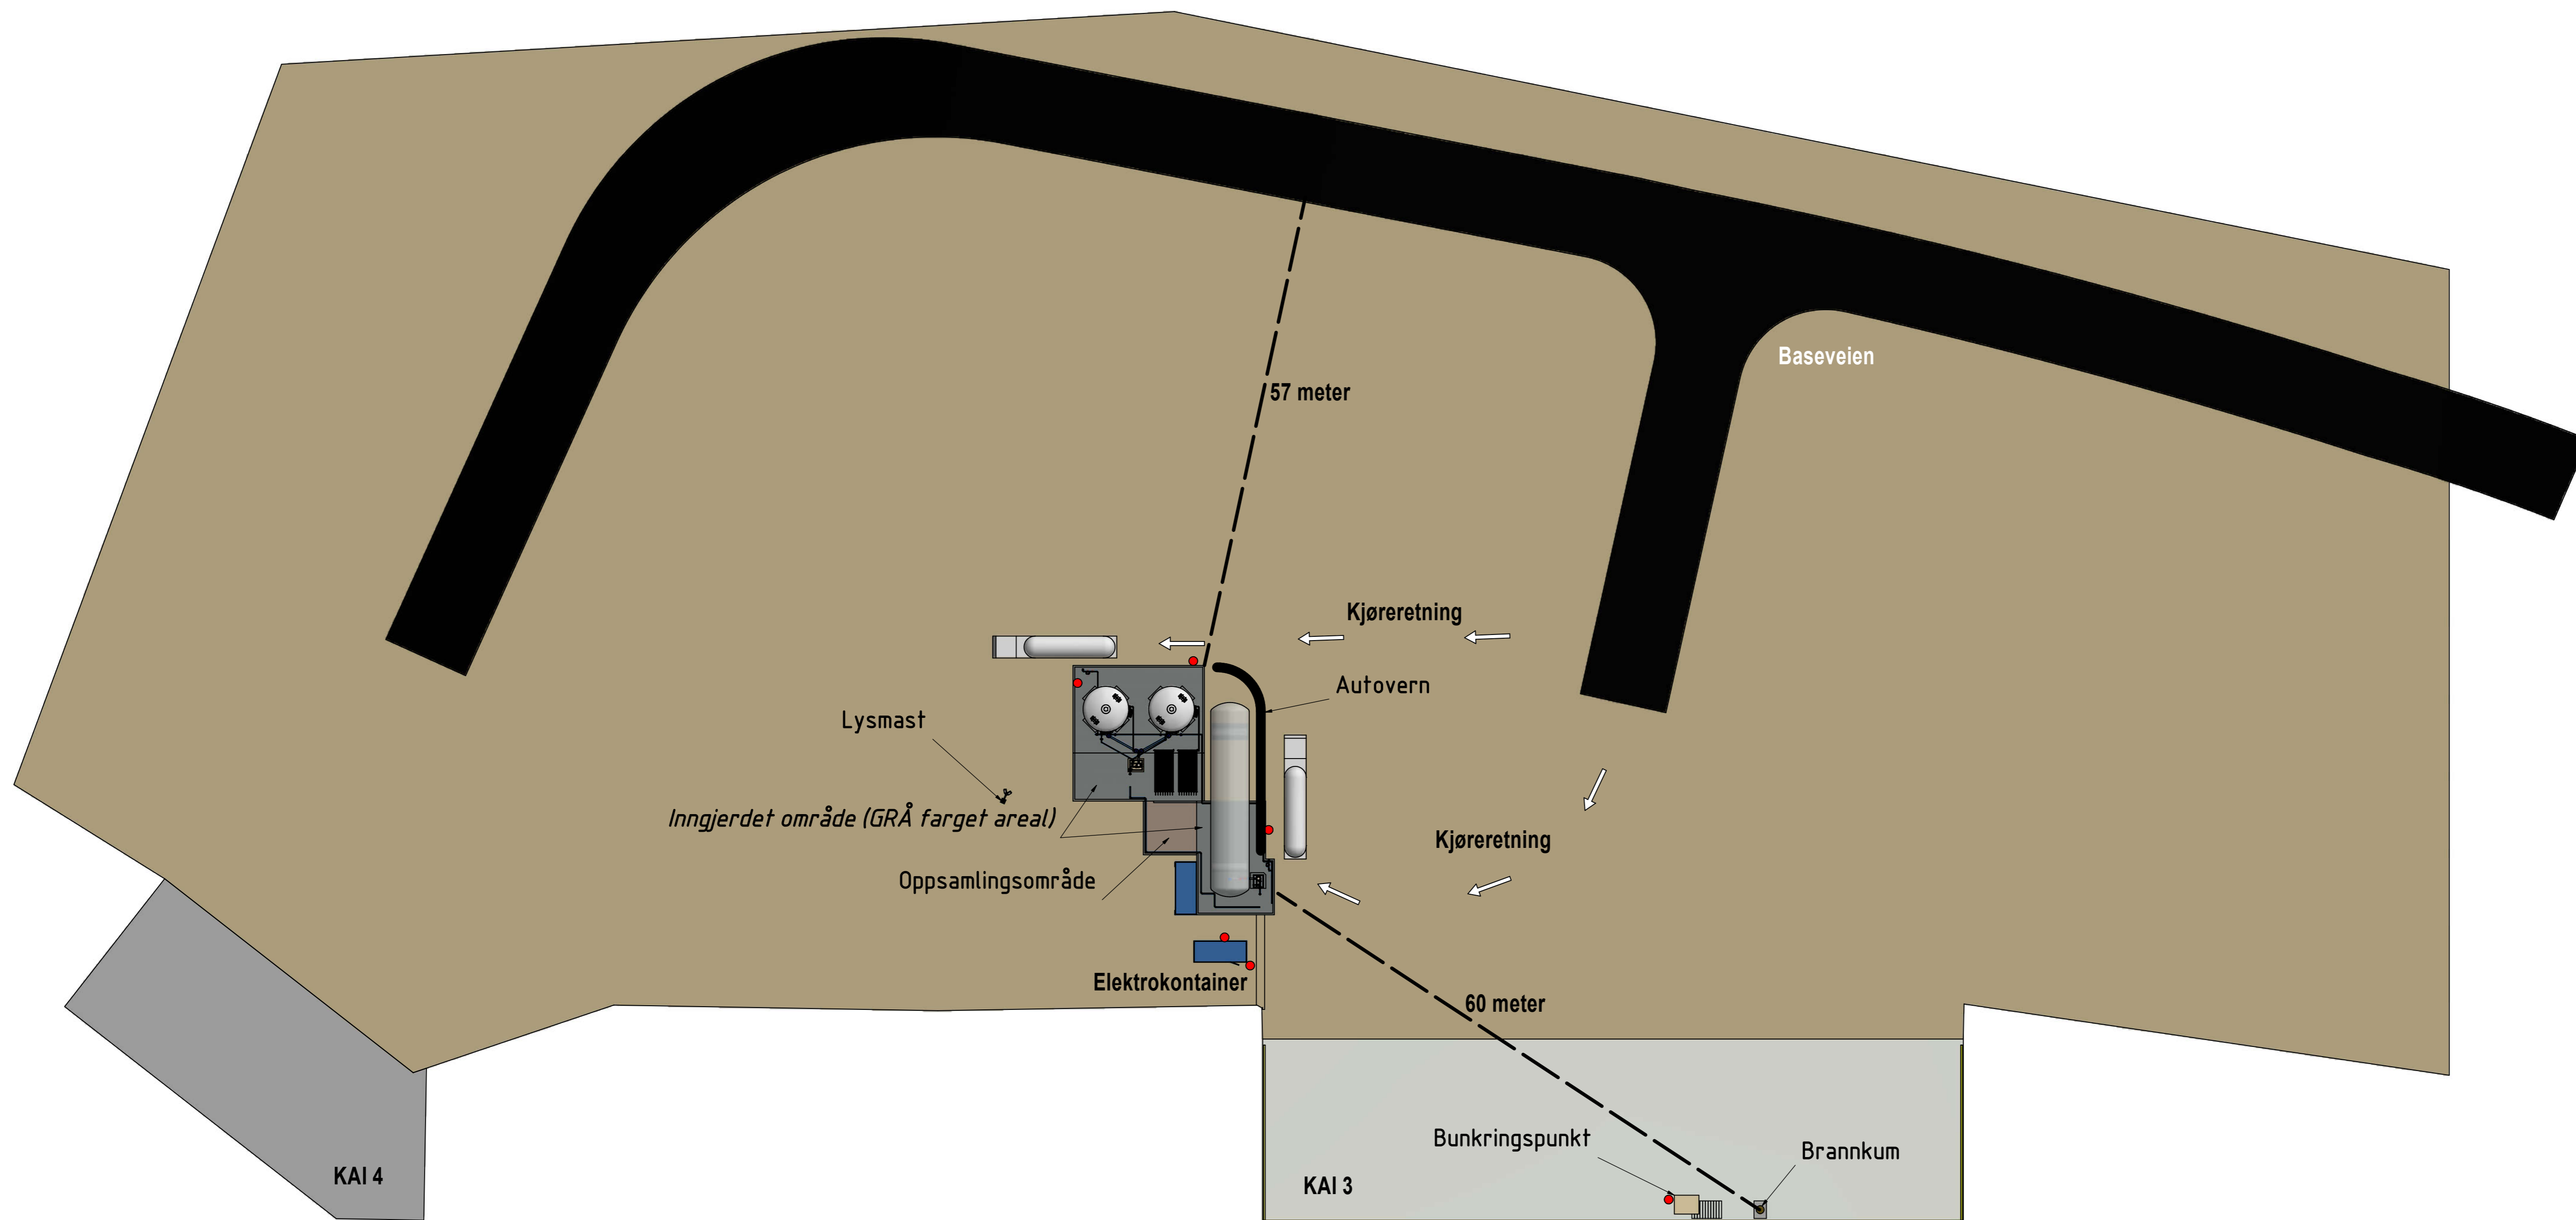 Baseveien
57 meter
Kjøreretning
Autovern
Lysmast
Inngjerdet område (GRÅ farget areal)
Kjøreretning
Oppsamlingsområde
Elektrokontainer
60 meter
Bunkringspunkt
Brannkum
KAI 4
KAI 3